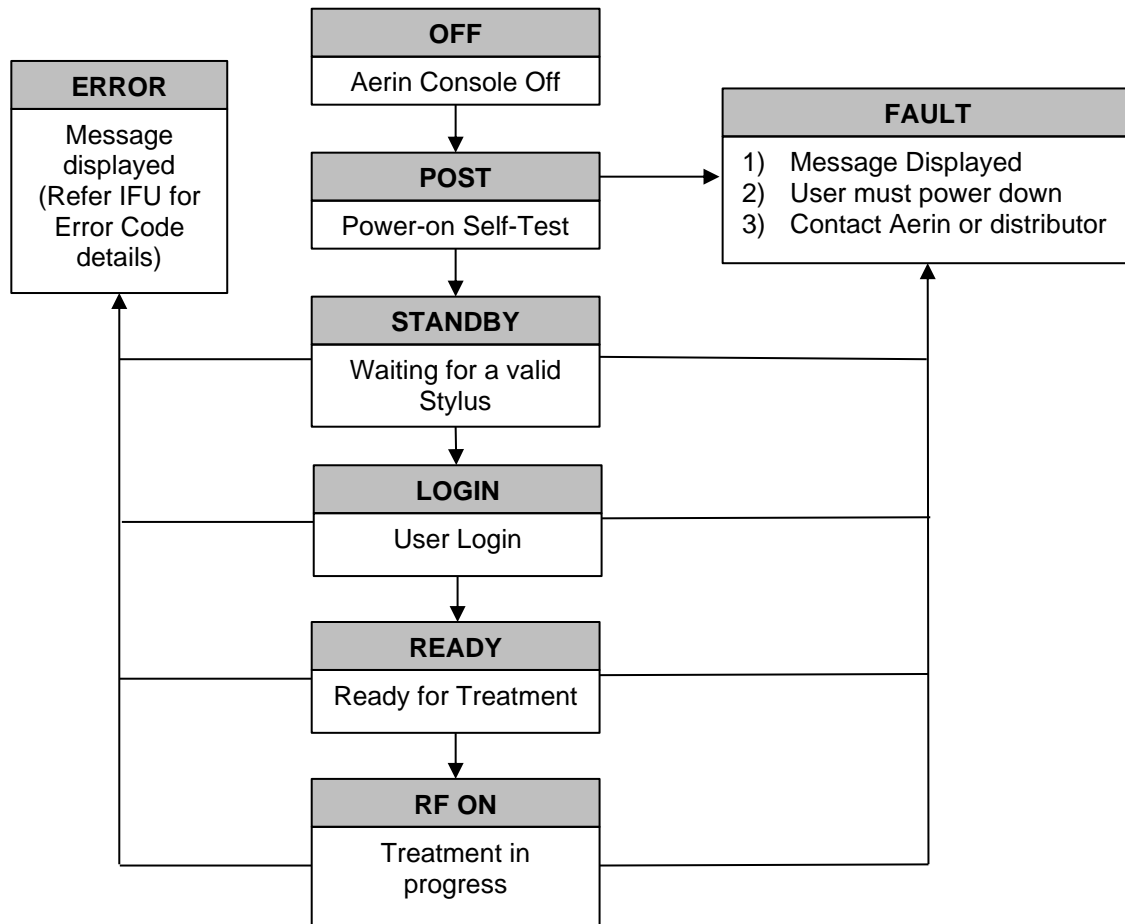 OFF
Aerin Console Off
ERROR
Message
displayed
(Refer IFU for
Error Code
details)
FAULT
1) Message Displayed
2) User must power down
3) Contact Aerin or distributor
POST
Power-on Self-Test
STANDBY
Waiting for a valid
Stylus
LOGIN
User Login
READY
Ready for Treatment
RF ON
Treatment in
progress